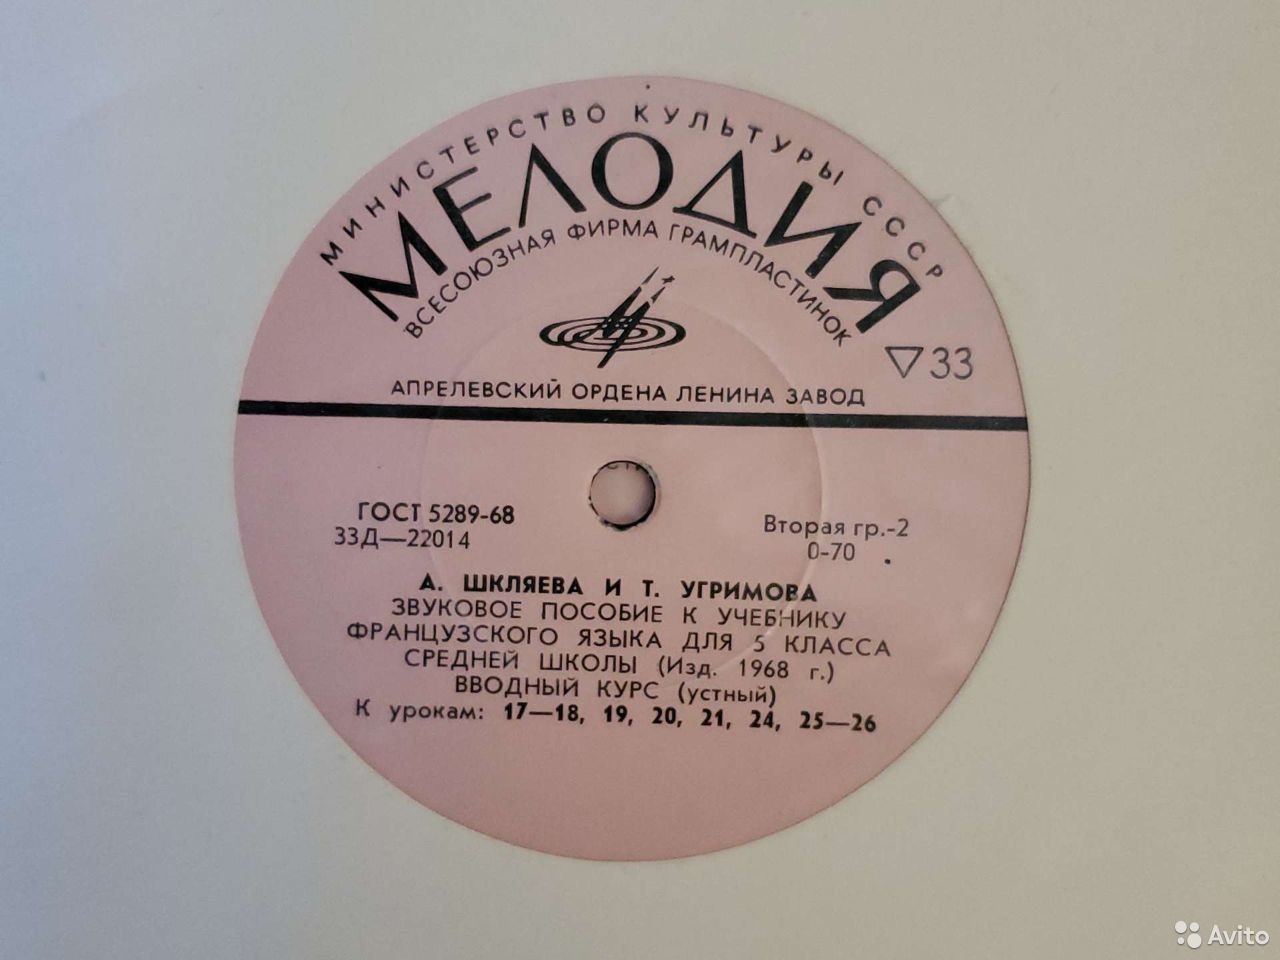 МИНИСТЕРСТВО КУЛЬТУРЫ СССР
МЕЛОДИЯ
ВСЕСОЮЗНАЯ ФИРМА ГРАМПЛАСТИНОК
▽33
АПРЕЛЕВСКИЙ ОРДЕНА ЛЕНИНА ЗАВОД
ГОСТ 5289-68
33Д—22014
Вторая гр.-2
0-70
А. ШКЛЯЕВА И Т. УГРИМОВА
ЗВУКОВОЕ ПОСОБИЕ К УЧЕБНИКУ
ФРАНЦУЗСКОГО ЯЗЫКА ДЛЯ 5 КЛАССА
СРЕДНЕЙ ШКОЛЫ (Изд. 1968 г.)
ВВОДНЫЙ КУРС (устный)
К урокам: 17—18, 19, 20, 21, 24, 25—26
Avito